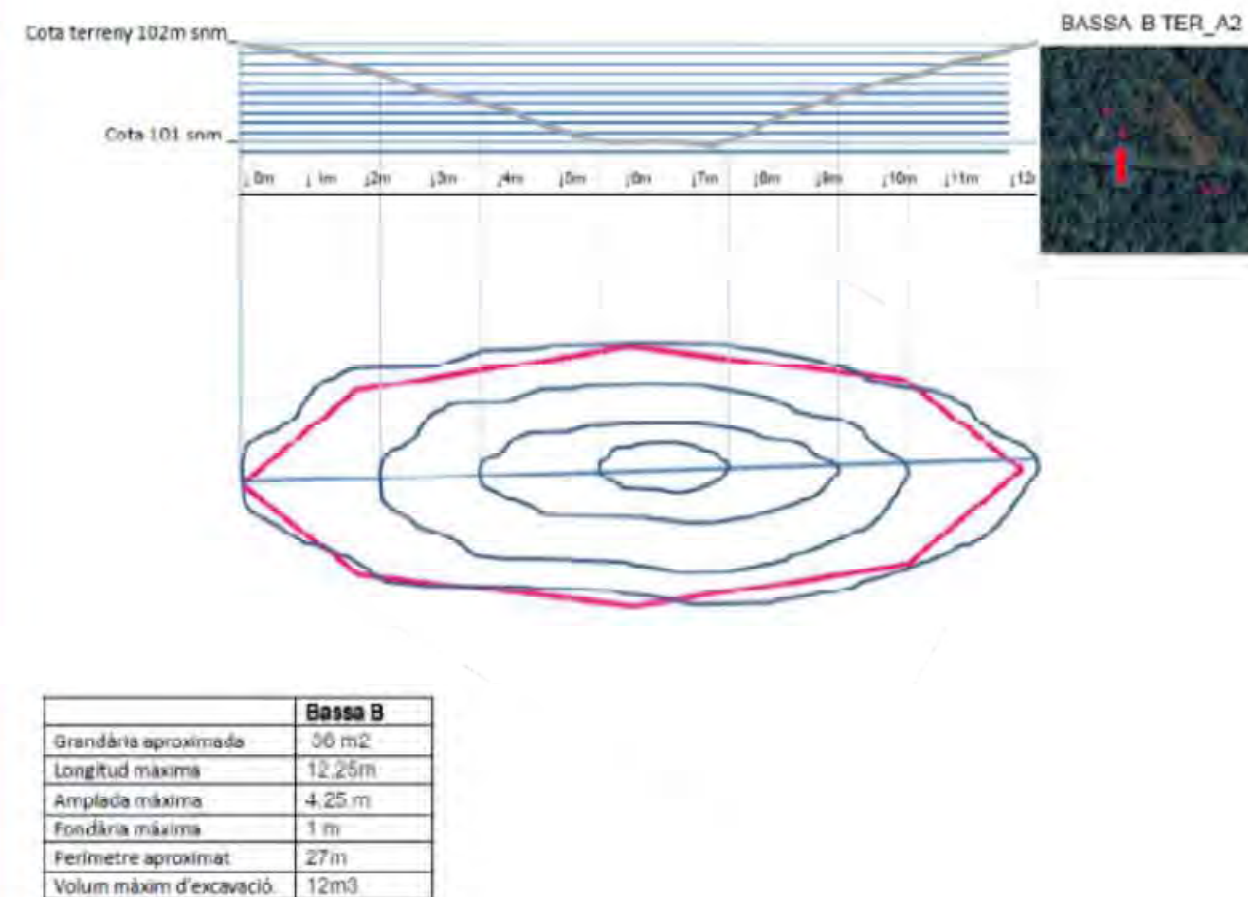 BASSA B TER_A2
Cota terreny 102m snm
Cota 101 snm
0m 1m 2m 3m 4m 5m 6m 7m 8m 9m 10m 11m 12
Bassa B
Grandària aproximada 36 m2
Longitud màxima 12,25m
Amplada màxima 4,25 m
Fondària màxima 1 m
Perímetre aproximat 27m
Volum màxim d'excavació. 12m3